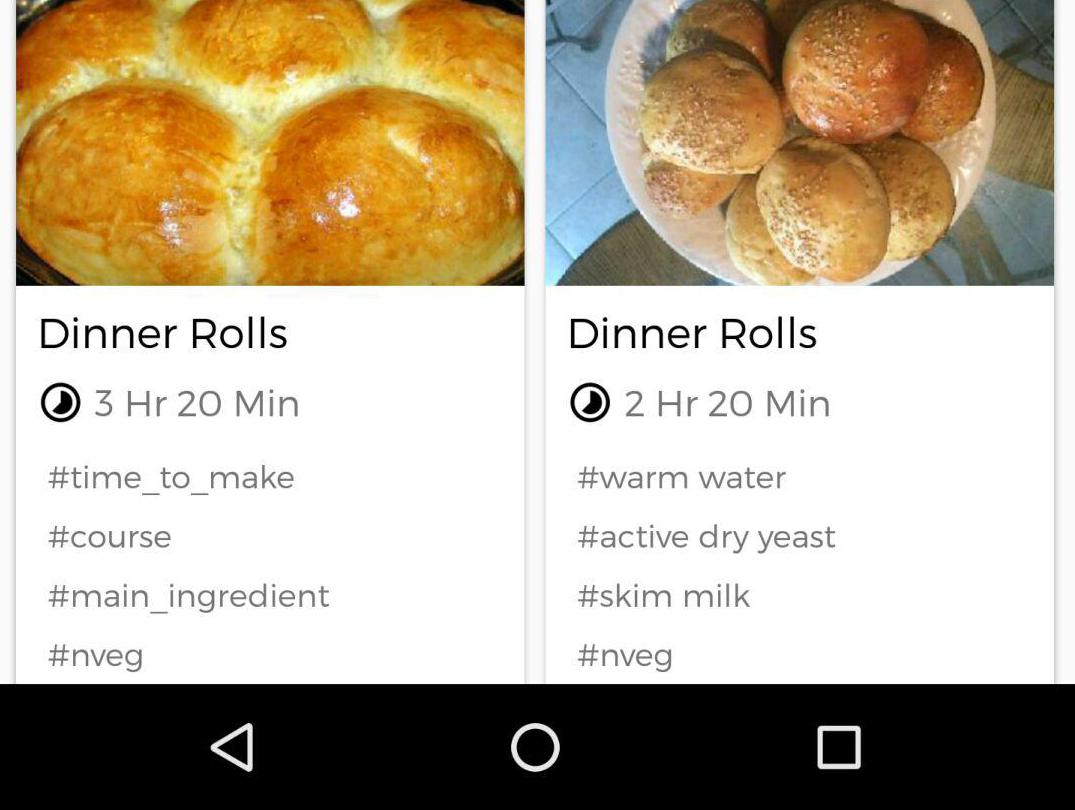 Dinner Rolls
3 Hr 20 Min
#time_to_make
#course
#main_ingredient
#nveg
Dinner Rolls
2 Hr 20 Min
#warm water
#active dry yeast
#skim milk
#nveg